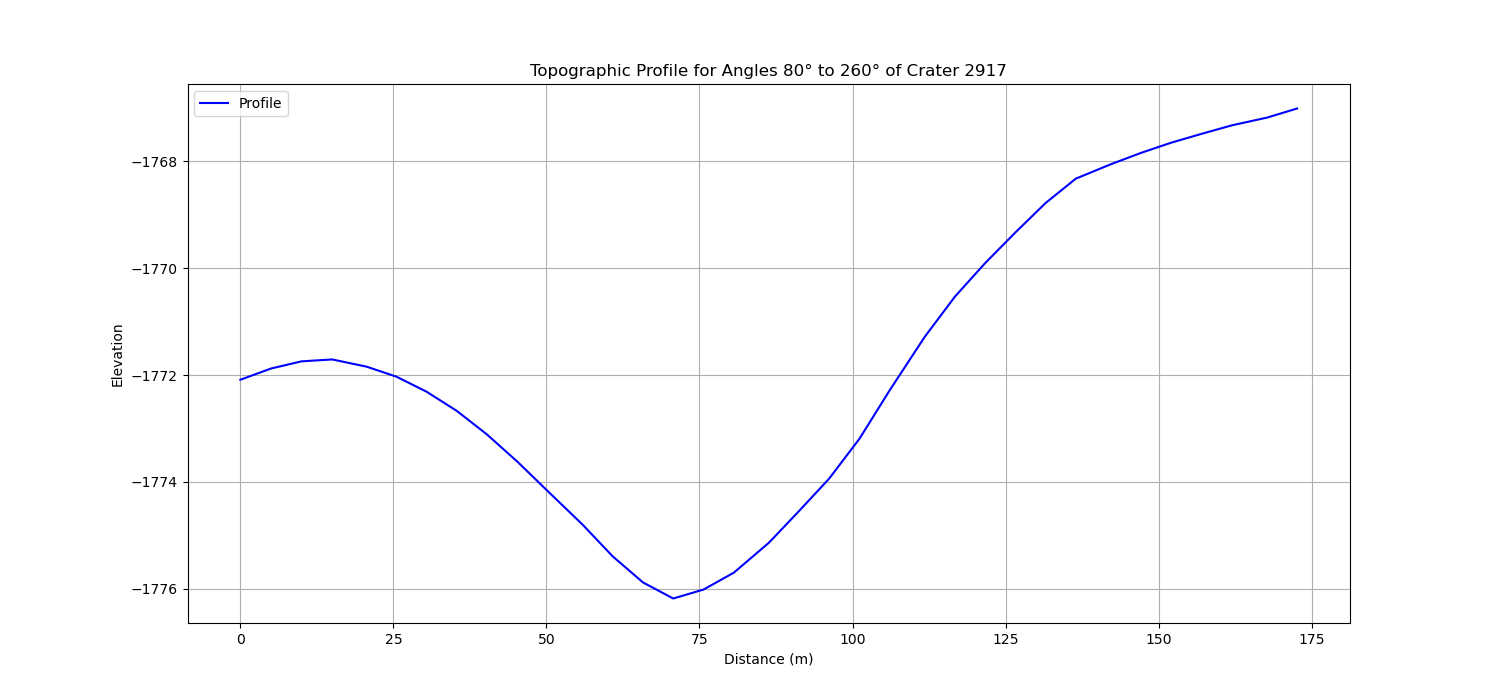 Topographic Profile for Angles 80° to 260° of Crater 2917
Profile
−1768
−1770
−1772
−1774
−1776
Elevation
0 25 50 75 100 125 150 175
Distance (m)